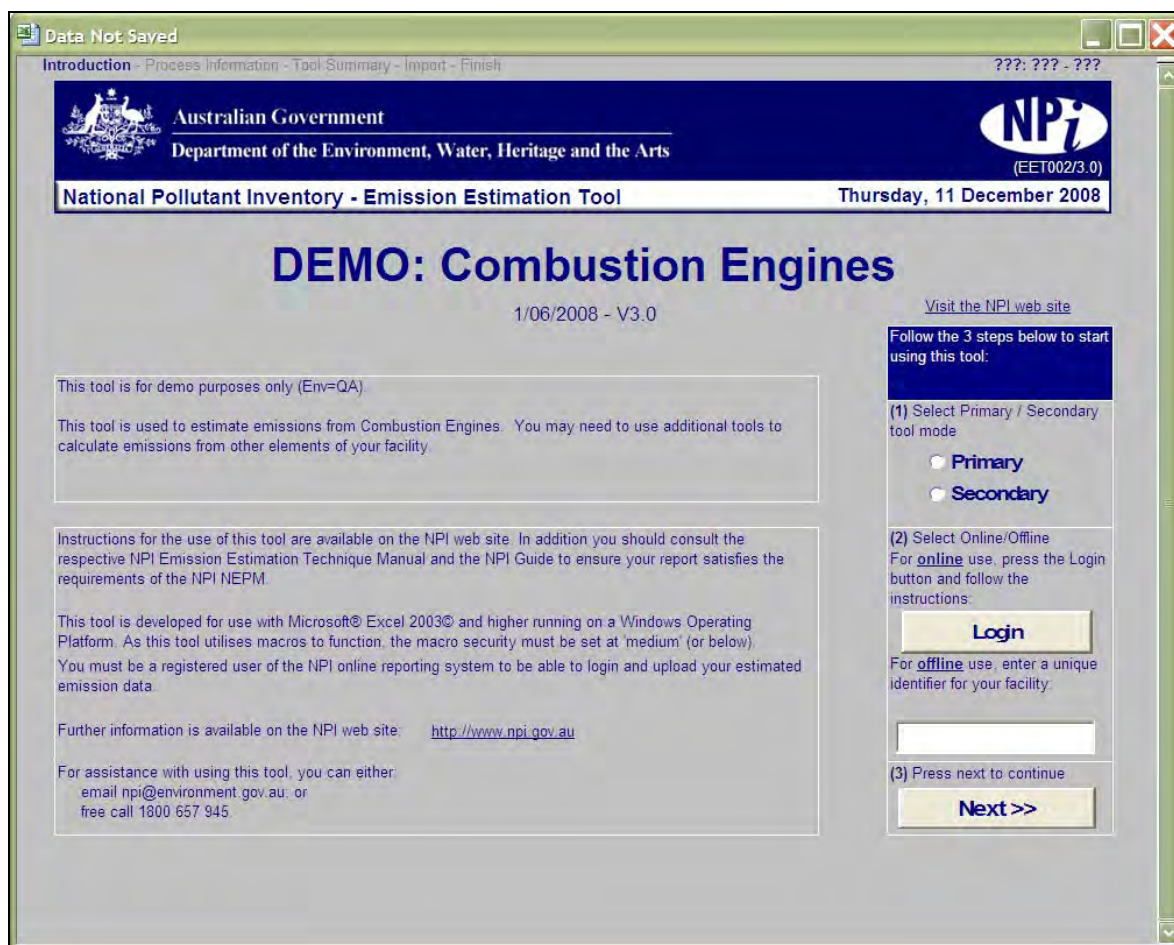 Data Not Saved
Introduction - Process Information - Tool Summary - Import - Finish
???: ??? - ???
Australian Government
Department of the Environment, Water, Heritage and the Arts
NPi
(EET002/3.0)
National Pollutant Inventory - Emission Estimation Tool
Thursday, 11 December 2008
DEMO: Combustion Engines
1/06/2008 - V3.0
This tool is for demo purposes only (Env=QA).
This tool is used to estimate emissions from Combustion Engines. You may need to use additional tools to
calculate emissions from other elements of your facility.
Instructions for the use of this tool are available on the NPI web site. In addition you should consult the
respective NPI Emission Estimation Technique Manual and the NPI Guide to ensure your report satisfies the
requirements of the NPI NEPM.
This tool is developed for use with Microsoft® Excel 2003© and higher running on a Windows Operating
Platform. As this tool utilises macros to function, the macro security must be set at 'medium' (or below).
You must be a registered user of the NPI online reporting system to be able to login and upload your estimated
emission data.
Further information is available on the NPI web site: http://www.npi.gov.au
For assistance with using this tool, you can either:
email npi@environment.gov.au, or
free call 1800 657 945.
Visit the NPI web site
Follow the 3 steps below to start
using this tool:
(1) Select Primary / Secondary
tool mode
Primary
Secondary
(2) Select Online/Offline
For online use, press the Login
button and follow the
instructions:
Login
For offline use, enter a unique
identifier for your facility:
(3) Press next to continue
Next >>